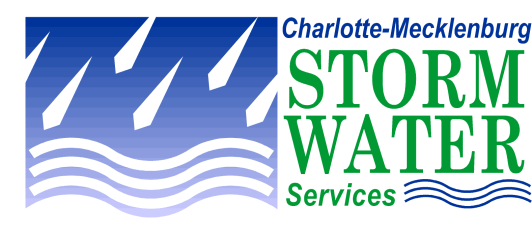 Charlotte-Mecklenburg
STORM
WATER
Services